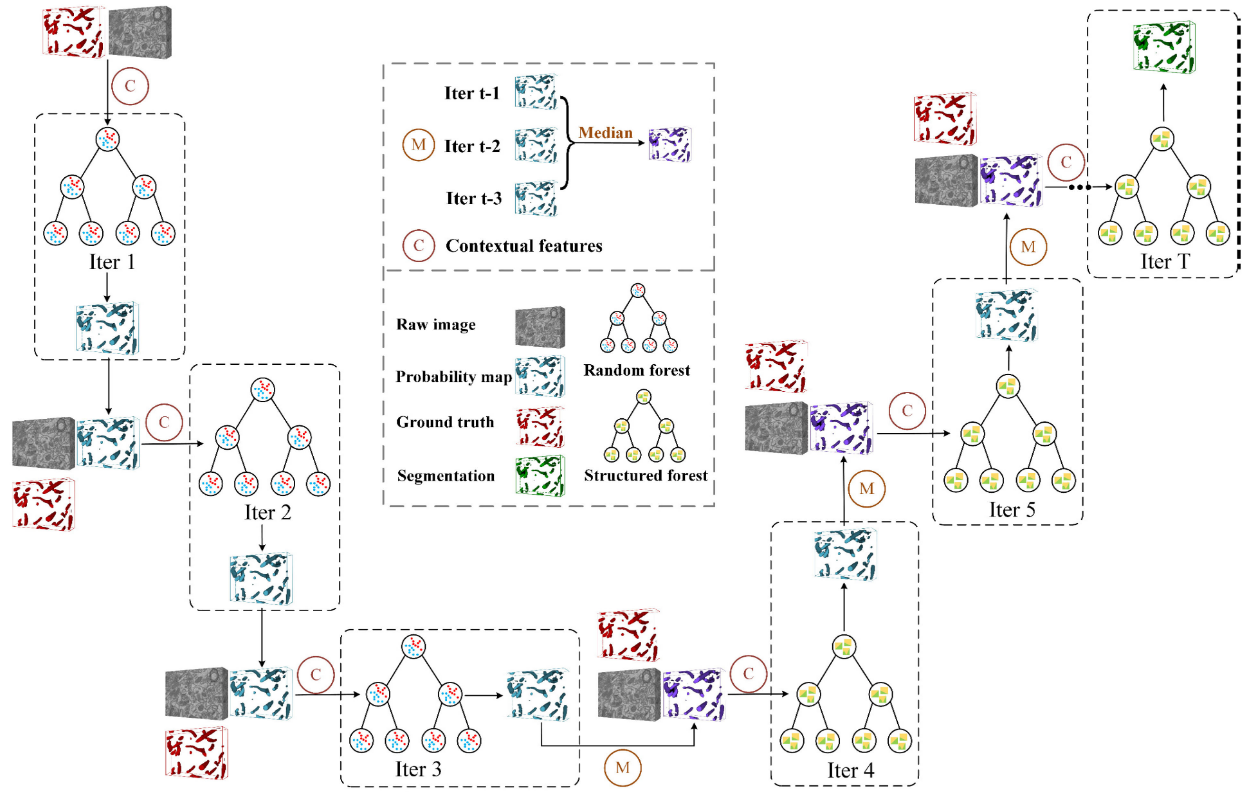 C
Iter 1
C
Iter 2
C
Iter 3
M
C
Iter 4
M
C
Iter 5
M
C
Iter T
Iter t-1
M
Iter t-2
Median
Iter t-3
C
Contextual features
Raw image
Probability map
Random forest
Ground truth
Segmentation
Structured forest